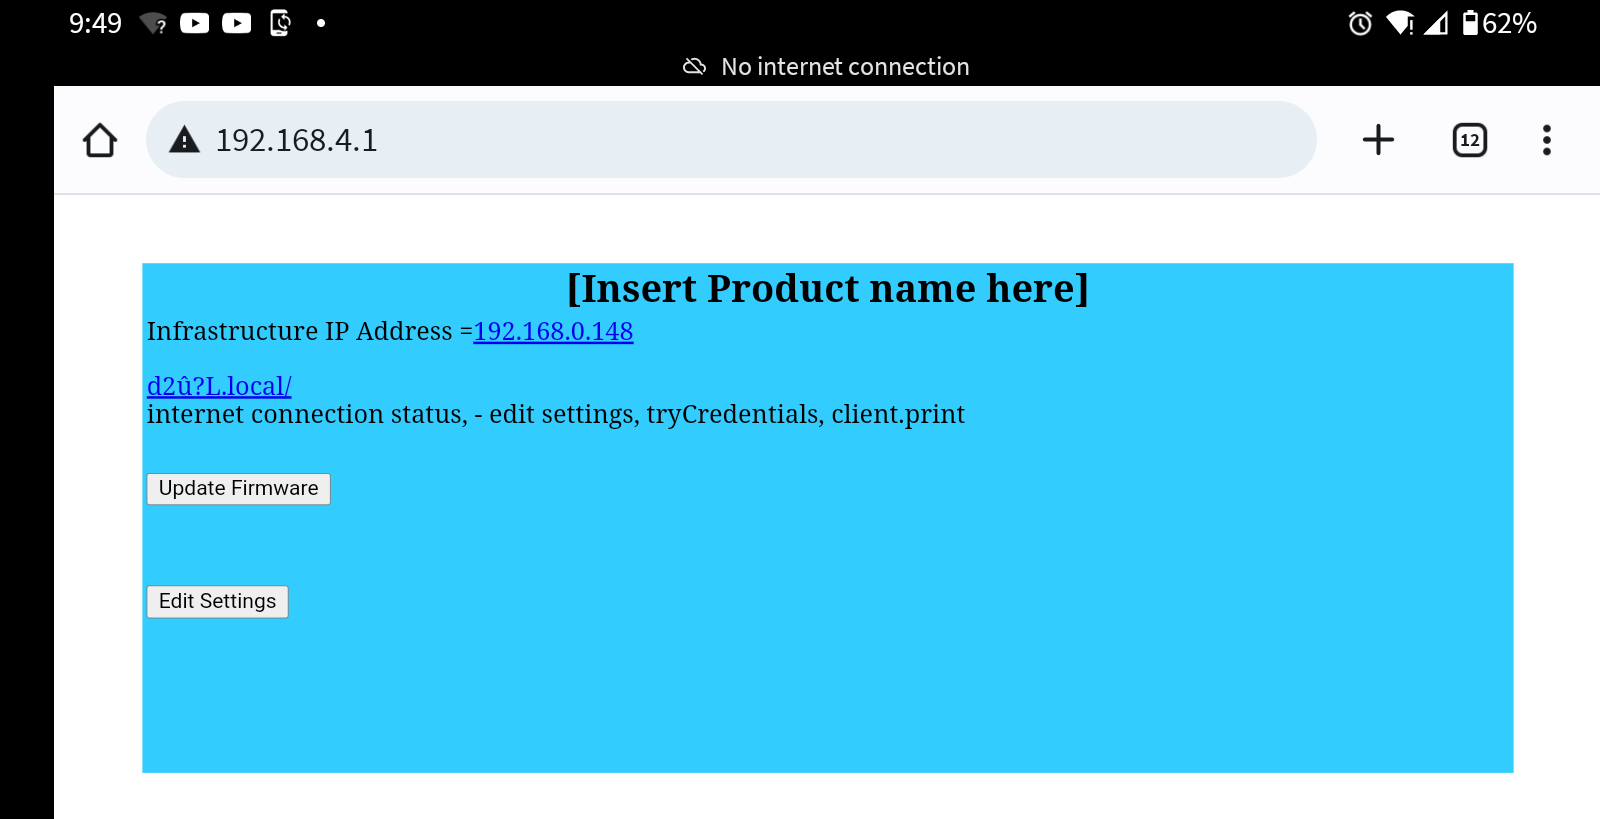 9:49
62%
No internet connection
192.168.4.1
12
[Insert Product name here]
Infrastructure IP Address =192.168.0.148
d2û?L.local/
internet connection status, - edit settings, tryCredentials, client.print
Update Firmware
Edit Settings